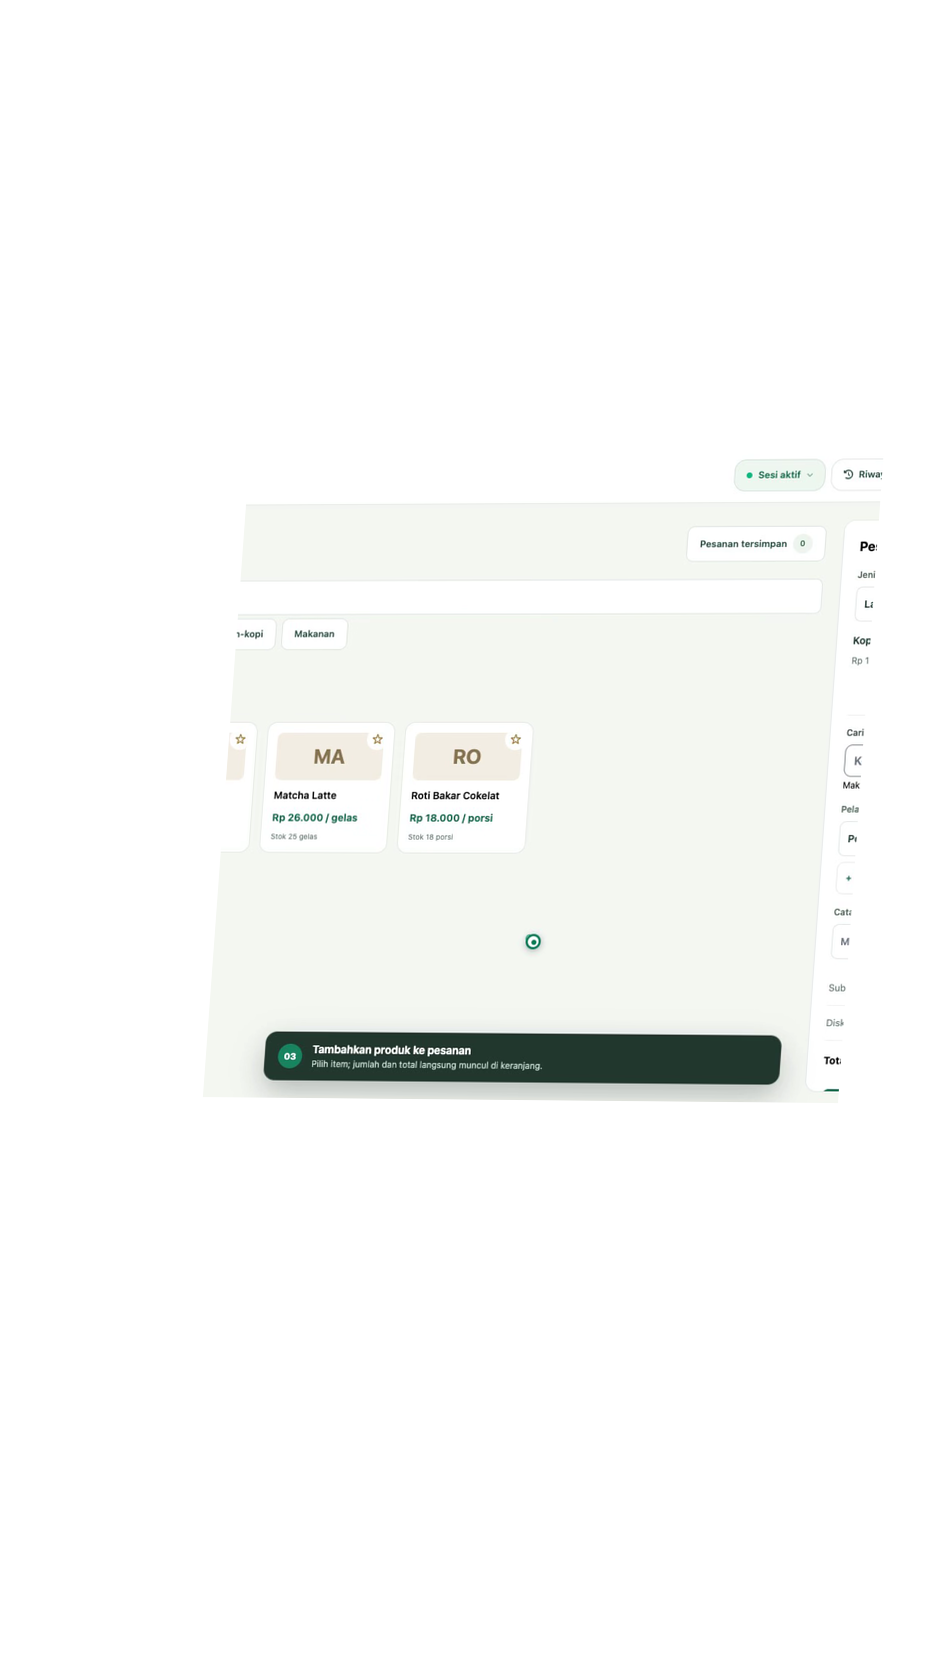 Sesi aktif
Pesanan tersimpan 0
Makanan
MA
Matcha Latte
Rp 26.000 / gelas
Stok 25 gelas
RO
Roti Bakar Cokelat
Rp 18.000 / porsi
Stok 18 porsi
03
Tambahkan produk ke pesanan
Pilih item; jumlah dan total langsung muncul di keranjang.
Rp 1
+